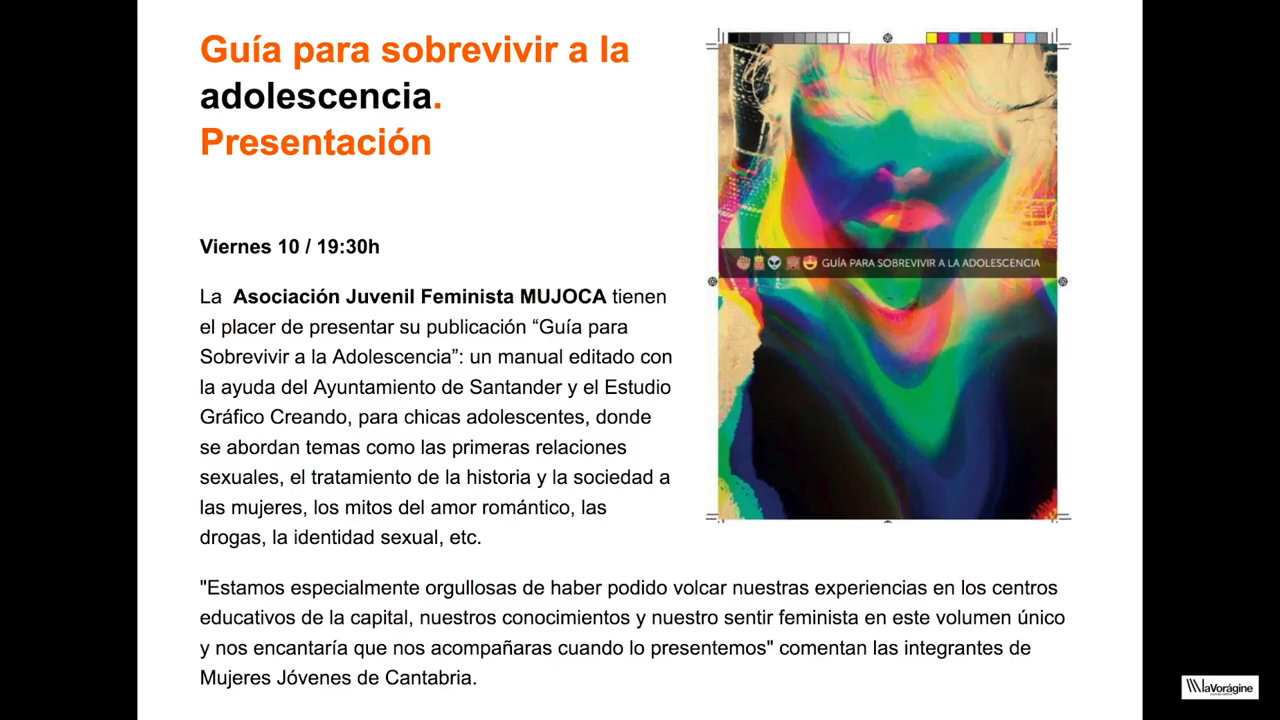 Guía para sobrevivir a la
adolescencia.
Presentación
Viernes 10 / 19:30h
La Asociación Juvenil Feminista MUJOCA tienen
el placer de presentar su publicación “Guía para
Sobrevivir a la Adolescencia”: un manual editado con
la ayuda del Ayuntamiento de Santander y el Estudio
Gráfico Creando, para chicas adolescentes, donde
se abordan temas como las primeras relaciones
sexuales, el tratamiento de la historia y la sociedad a
las mujeres, los mitos del amor romántico, las
drogas, la identidad sexual, etc.
GUÍA PARA SOBREVIVIR A LA ADOLESCENCIA
"Estamos especialmente orgullosas de haber podido volcar nuestras experiencias en los centros
educativos de la capital, nuestros conocimientos y nuestro sentir feminista en este volumen único
y nos encantaría que nos acompañaras cuando lo presentemos" comentan las integrantes de
Mujeres Jóvenes de Cantabria.
laVorágine